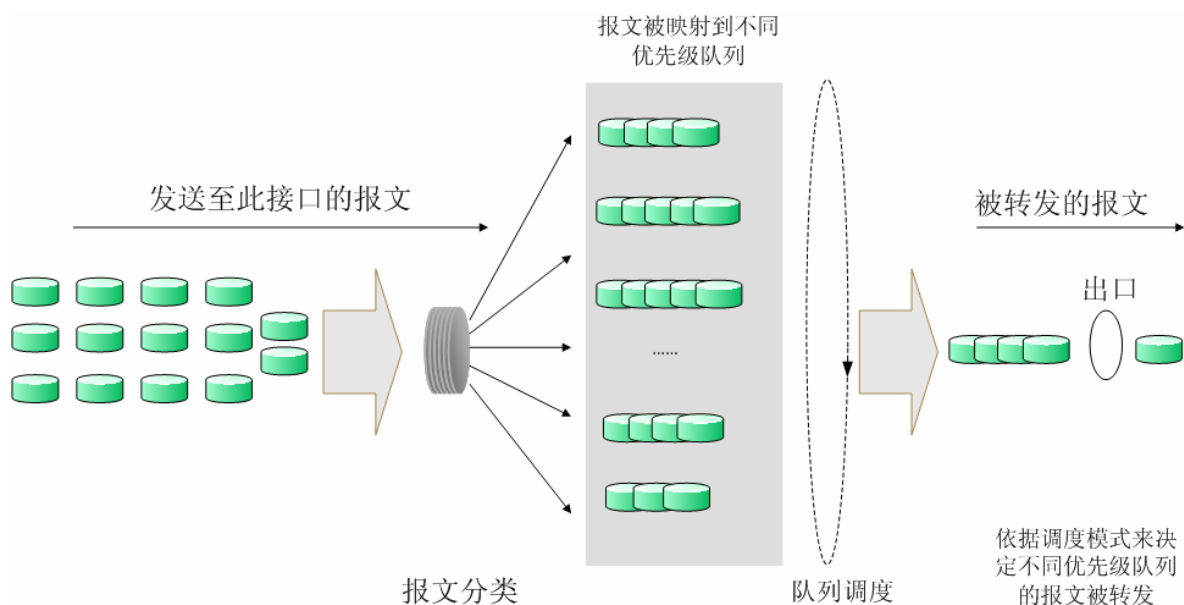 报文被映射到不同
优先级队列
发送至此接口的报文
被转发的报文
出口
......
报文分类
队列调度
依据调度模式来决
定不同优先级队列
的报文被转发